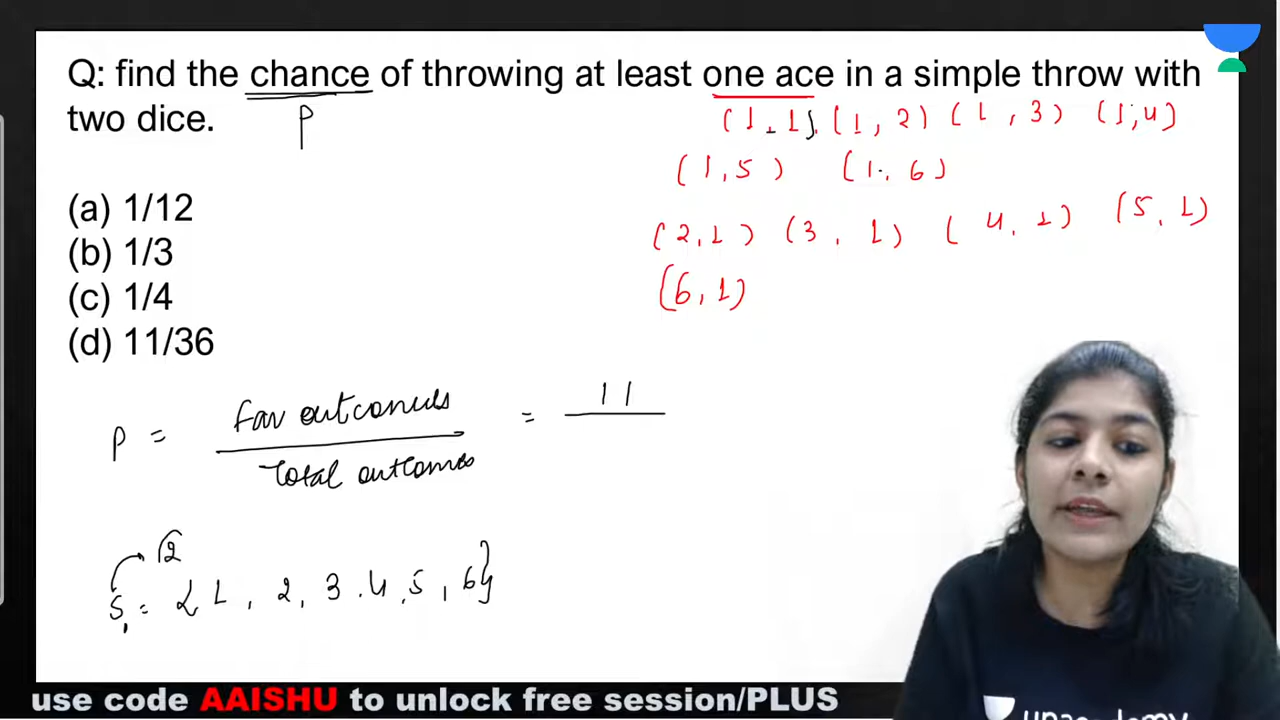 Q: find the chance of throwing at least one ace in a simple throw with
two dice.
P
(1, 1), (1, 2) (1, 3) (1, 4)
(1, 5) (1, 6)
(2, 1) (3, 1) (4, 1) (5, 1)
(6, 1)
(a) 1/12
(b) 1/3
(c) 1/4
(d) 11/36
P = Fav outcomes = 11
Total outcomes
2
S, = {1, 2, 3, 4, 5, 6}
use code AAISHU to unlock free session/PLUS
unacademy